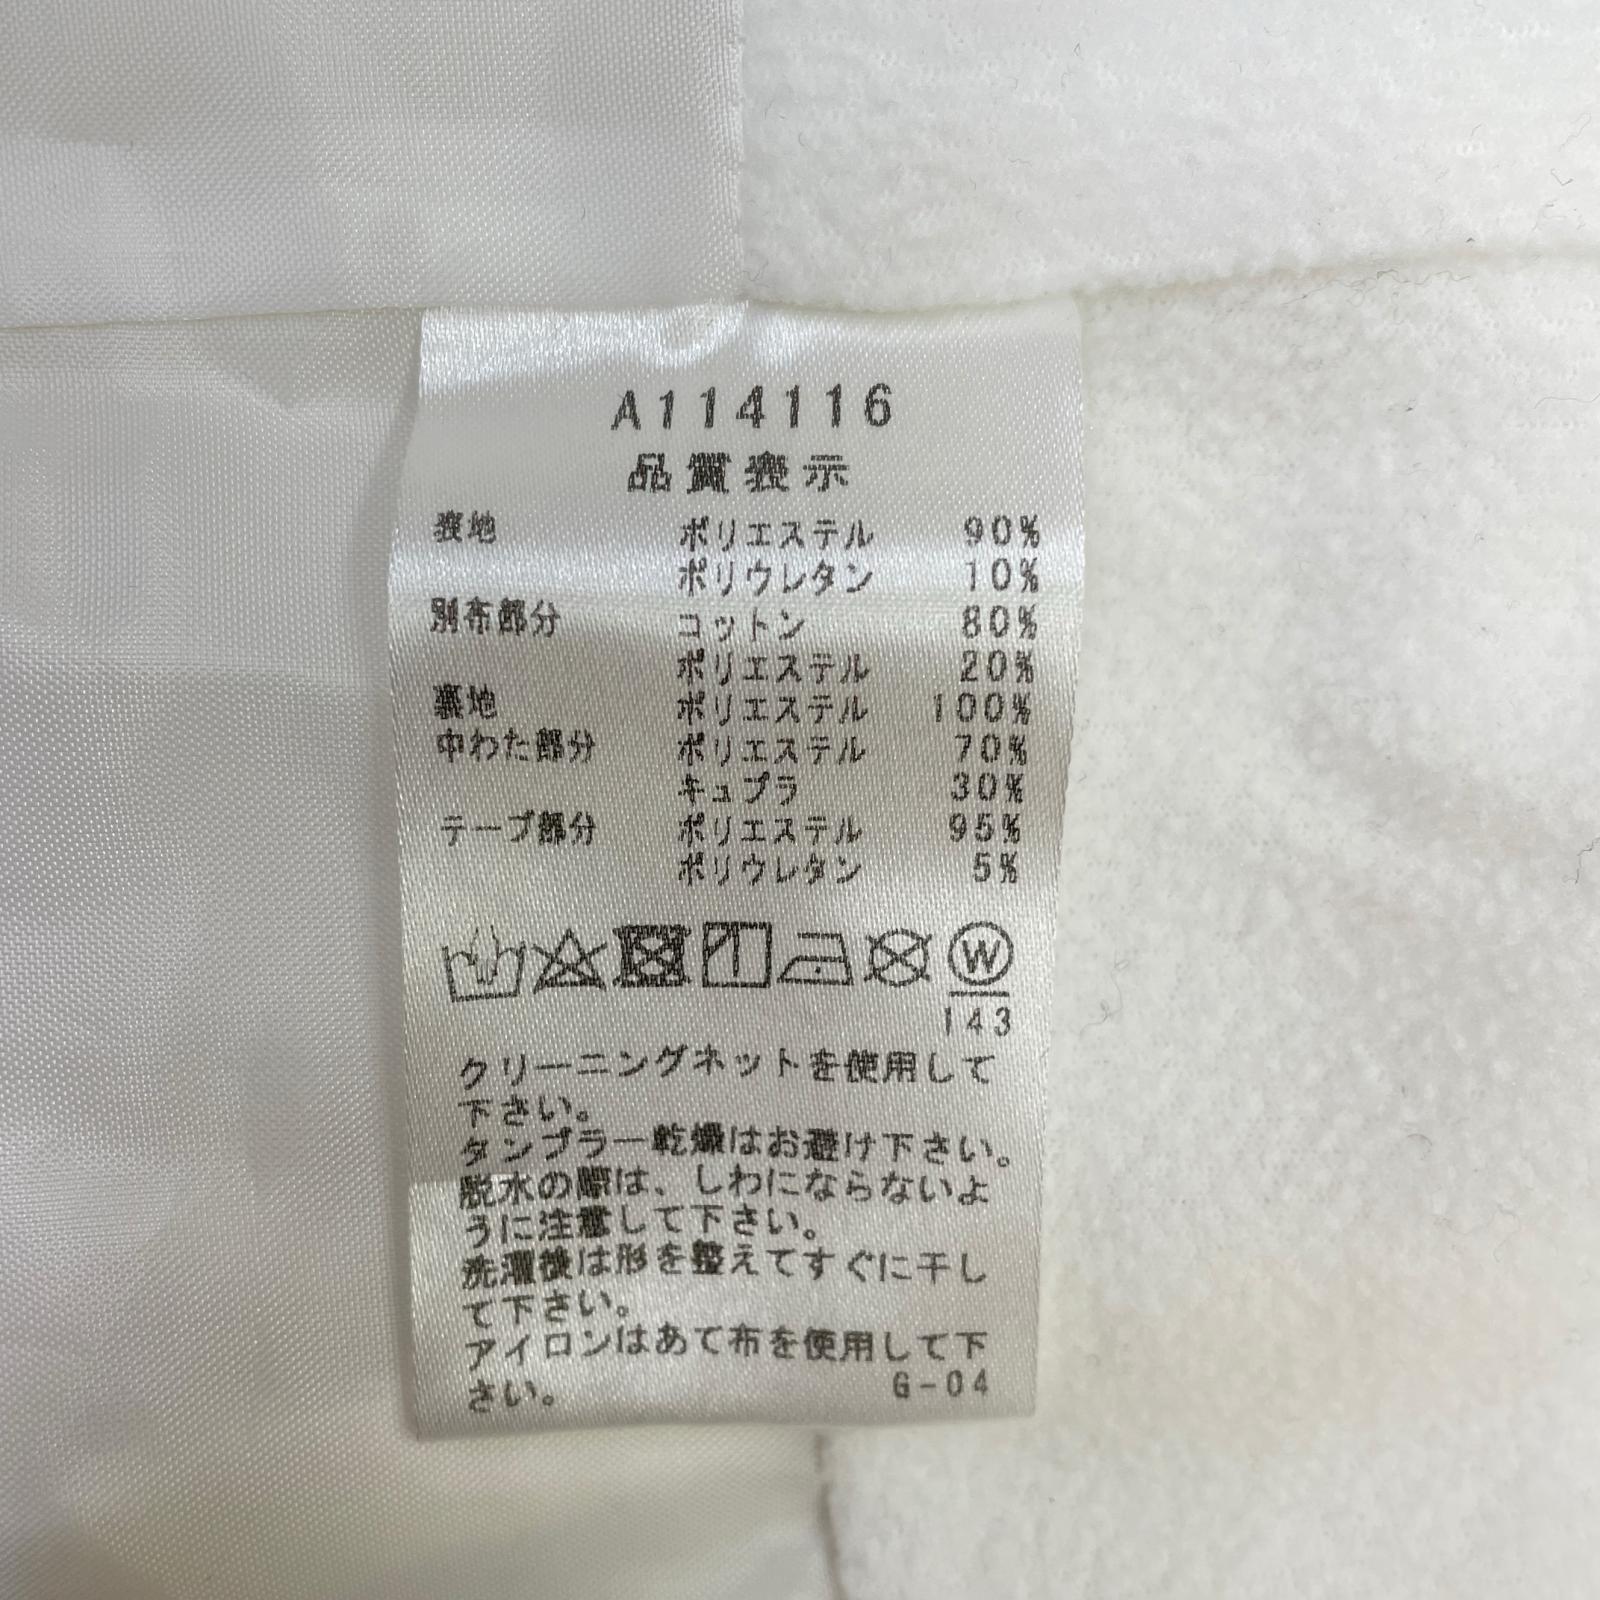 A114116
品質表示
表地 ポリエステル 90%
ポリウレタン 10%
別布部分 コットン 80%
ポリエステル 20%
裏地 ポリエステル 100%
中わた部分 ポリエステル 70%
キュプラ 30%
テープ部分 ポリエステル 95%
ポリウレタン 5%
W
143
クリーニングネットを使用して
下さい。
タンブラー乾燥はお避け下さい。
脱水の際は、しわにならないよ
うに注意して下さい。
洗濯後は形を整えてすぐに干し
て下さい。
アイロンはあて布を使用して下
さい。 G-04